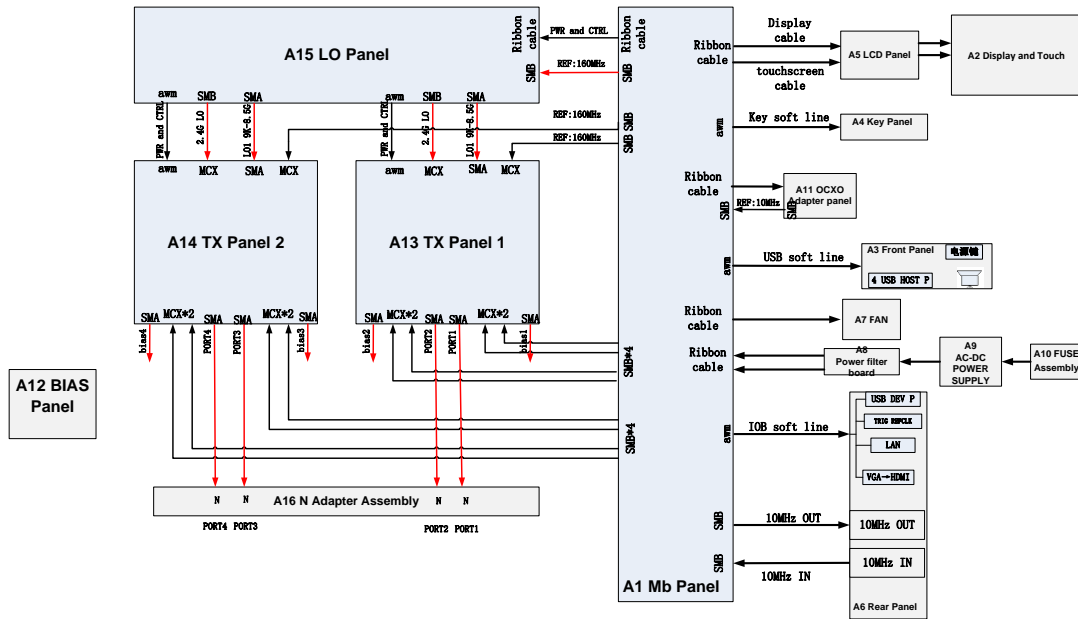 A15 LO Panel
Ribbon
cable
SMB
awm
SMB
SMA
awm
SMB
SMA
PWR and CTRL
2.4G LO
LO1 9K-8.5G
PWR and CTRL
2.4G LO
LO1 9K-8.5G
PWR and CTRL
REF:160MHz
REF:160MHz
REF:160MHz
Ribbon
cable
SMB
SMB
SMB
awm
MCX
SMA
MCX
awm
MCX
SMA
MCX
A14 TX Panel 2
A13 TX Panel 1
SMA
MCX*2
SMA
SMA
MCX*2
SMA
SMA
MCX*2
SMA
SMA
MCX*2
SMA
bias4
PORT4
PORT3
bias3
bias2
PORT2
PORT1
bias1
SMB*4
SMB*4
A12 BIAS
Panel
A16 N Adapter Assembly
N
N
N
N
PORT4
PORT3
PORT2
PORT1
A1 Mb Panel
Ribbon
cable
Display
cable
touchscreen
cable
A5 LCD Panel
A2 Display and Touch
awm
Key soft line
A4 Key Panel
Ribbon
cable
SMB
REF:10MHz
A11 OCXO
Adapter panel
SMB
awm
USB soft line
A3 Front Panel
电源键
4 USB HOST P
Ribbon
cable
A7 FAN
Ribbon
cable
A8
Power filter
board
A9
AC-DC
POWER
SUPPLY
A10 FUSE
Assembly
awm
IOB soft line
USB DEV P
TRIG REFCLK
LAN
VGA→HDMI
SMB
10MHz OUT
10MHz OUT
SMB
10MHz IN
10MHz IN
A6 Rear Panel